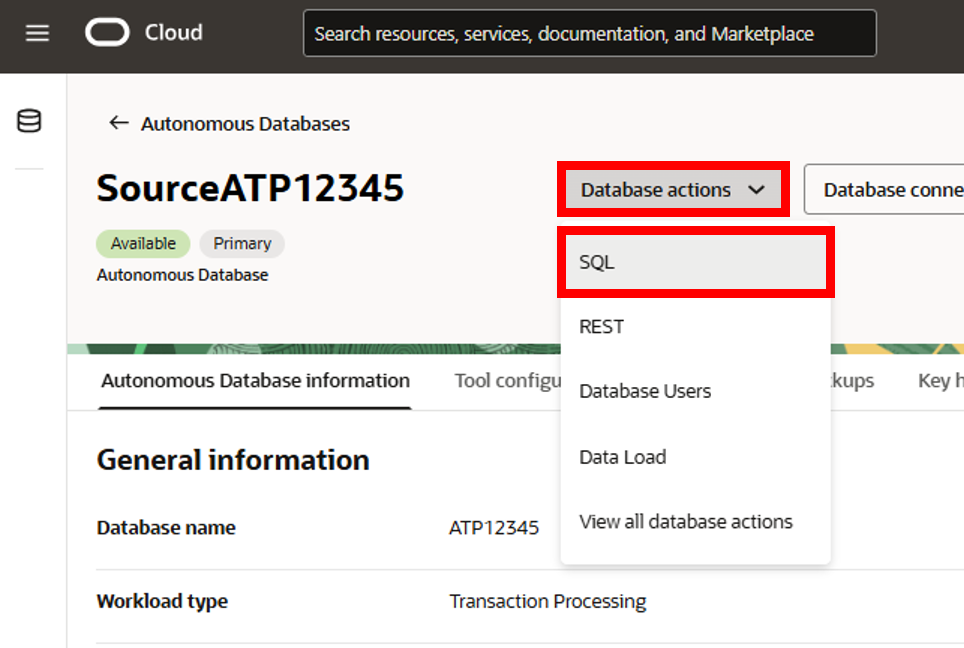 Cloud
Search resources, services, documentation, and Marketplace
Autonomous Databases
SourceATP12345
Database actions
Database conne
Available
Primary
Autonomous Database
SQL
REST
Database Users
Data Load
View all database actions
Autonomous Database information
Tool configu
kups
Key h
General information
Database name
ATP12345
Workload type
Transaction Processing